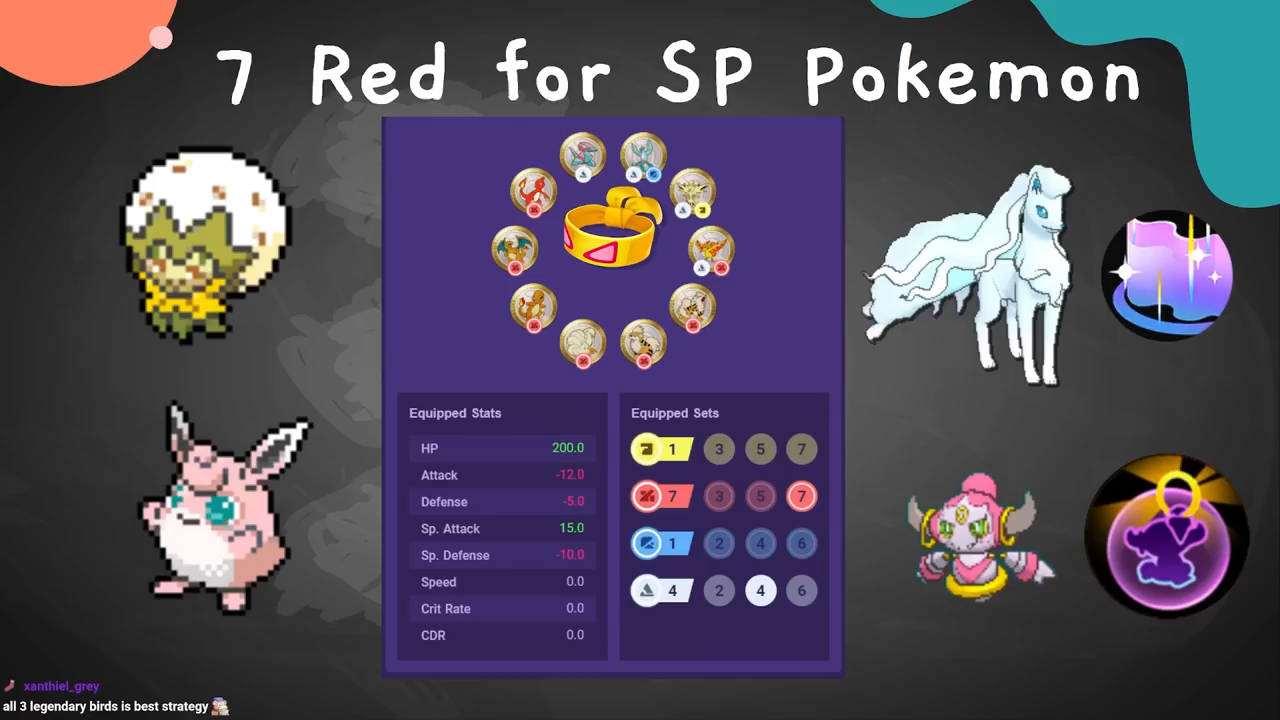 7 Red for SP Pokemon
Equipped Stats
HP 200.0
Attack -12.0
Defense -5.0
Sp. Attack 15.0
Sp. Defense -10.0
Speed 0.0
Crit Rate 0.0
CDR 0.0
Equipped Sets
1 3 5 7
7 3 5 7
1 2 4 6
4 2 4 6
xanthiel_grey
all 3 legendary birds is best strategy